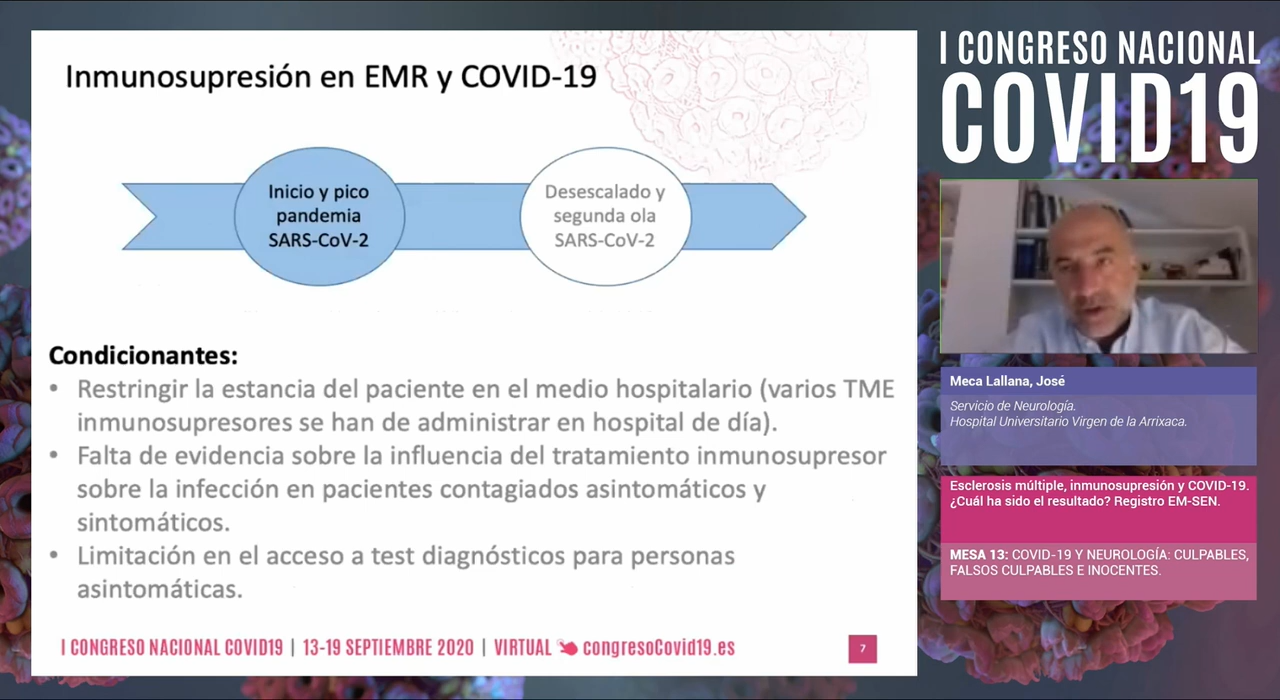 Inmunosupresión en EMR y COVID-19
Inicio y pico
pandemia
SARS-CoV-2
Desescalado y
segunda ola
SARS-CoV-2
Condicionantes:
• Restringir la estancia del paciente en el medio hospitalario (varios TME
inmunosupresores se han de administrar en hospital de día).
• Falta de evidencia sobre la influencia del tratamiento inmunosupresor
sobre la infección en pacientes contagiados asintomáticos y
sintomáticos.
• Limitación en el acceso a test diagnósticos para personas
asintomáticas.
I CONGRESO NACIONAL COVID19 | 13-19 SEPTIEMBRE 2020 | VIRTUAL congresoCovid19.es
7
I CONGRESO NACIONAL
COVID19
Meca Lallana, José
Servicio de Neurología.
Hospital Universitario Virgen de la Arrixaca.
Esclerosis múltiple, inmunosupresión y COVID-19.
¿Cuál ha sido el resultado? Registro EM-SEN.
MESA 13: COVID-19 Y NEUROLOGÍA: CULPABLES,
FALSOS CULPABLES E INOCENTES.